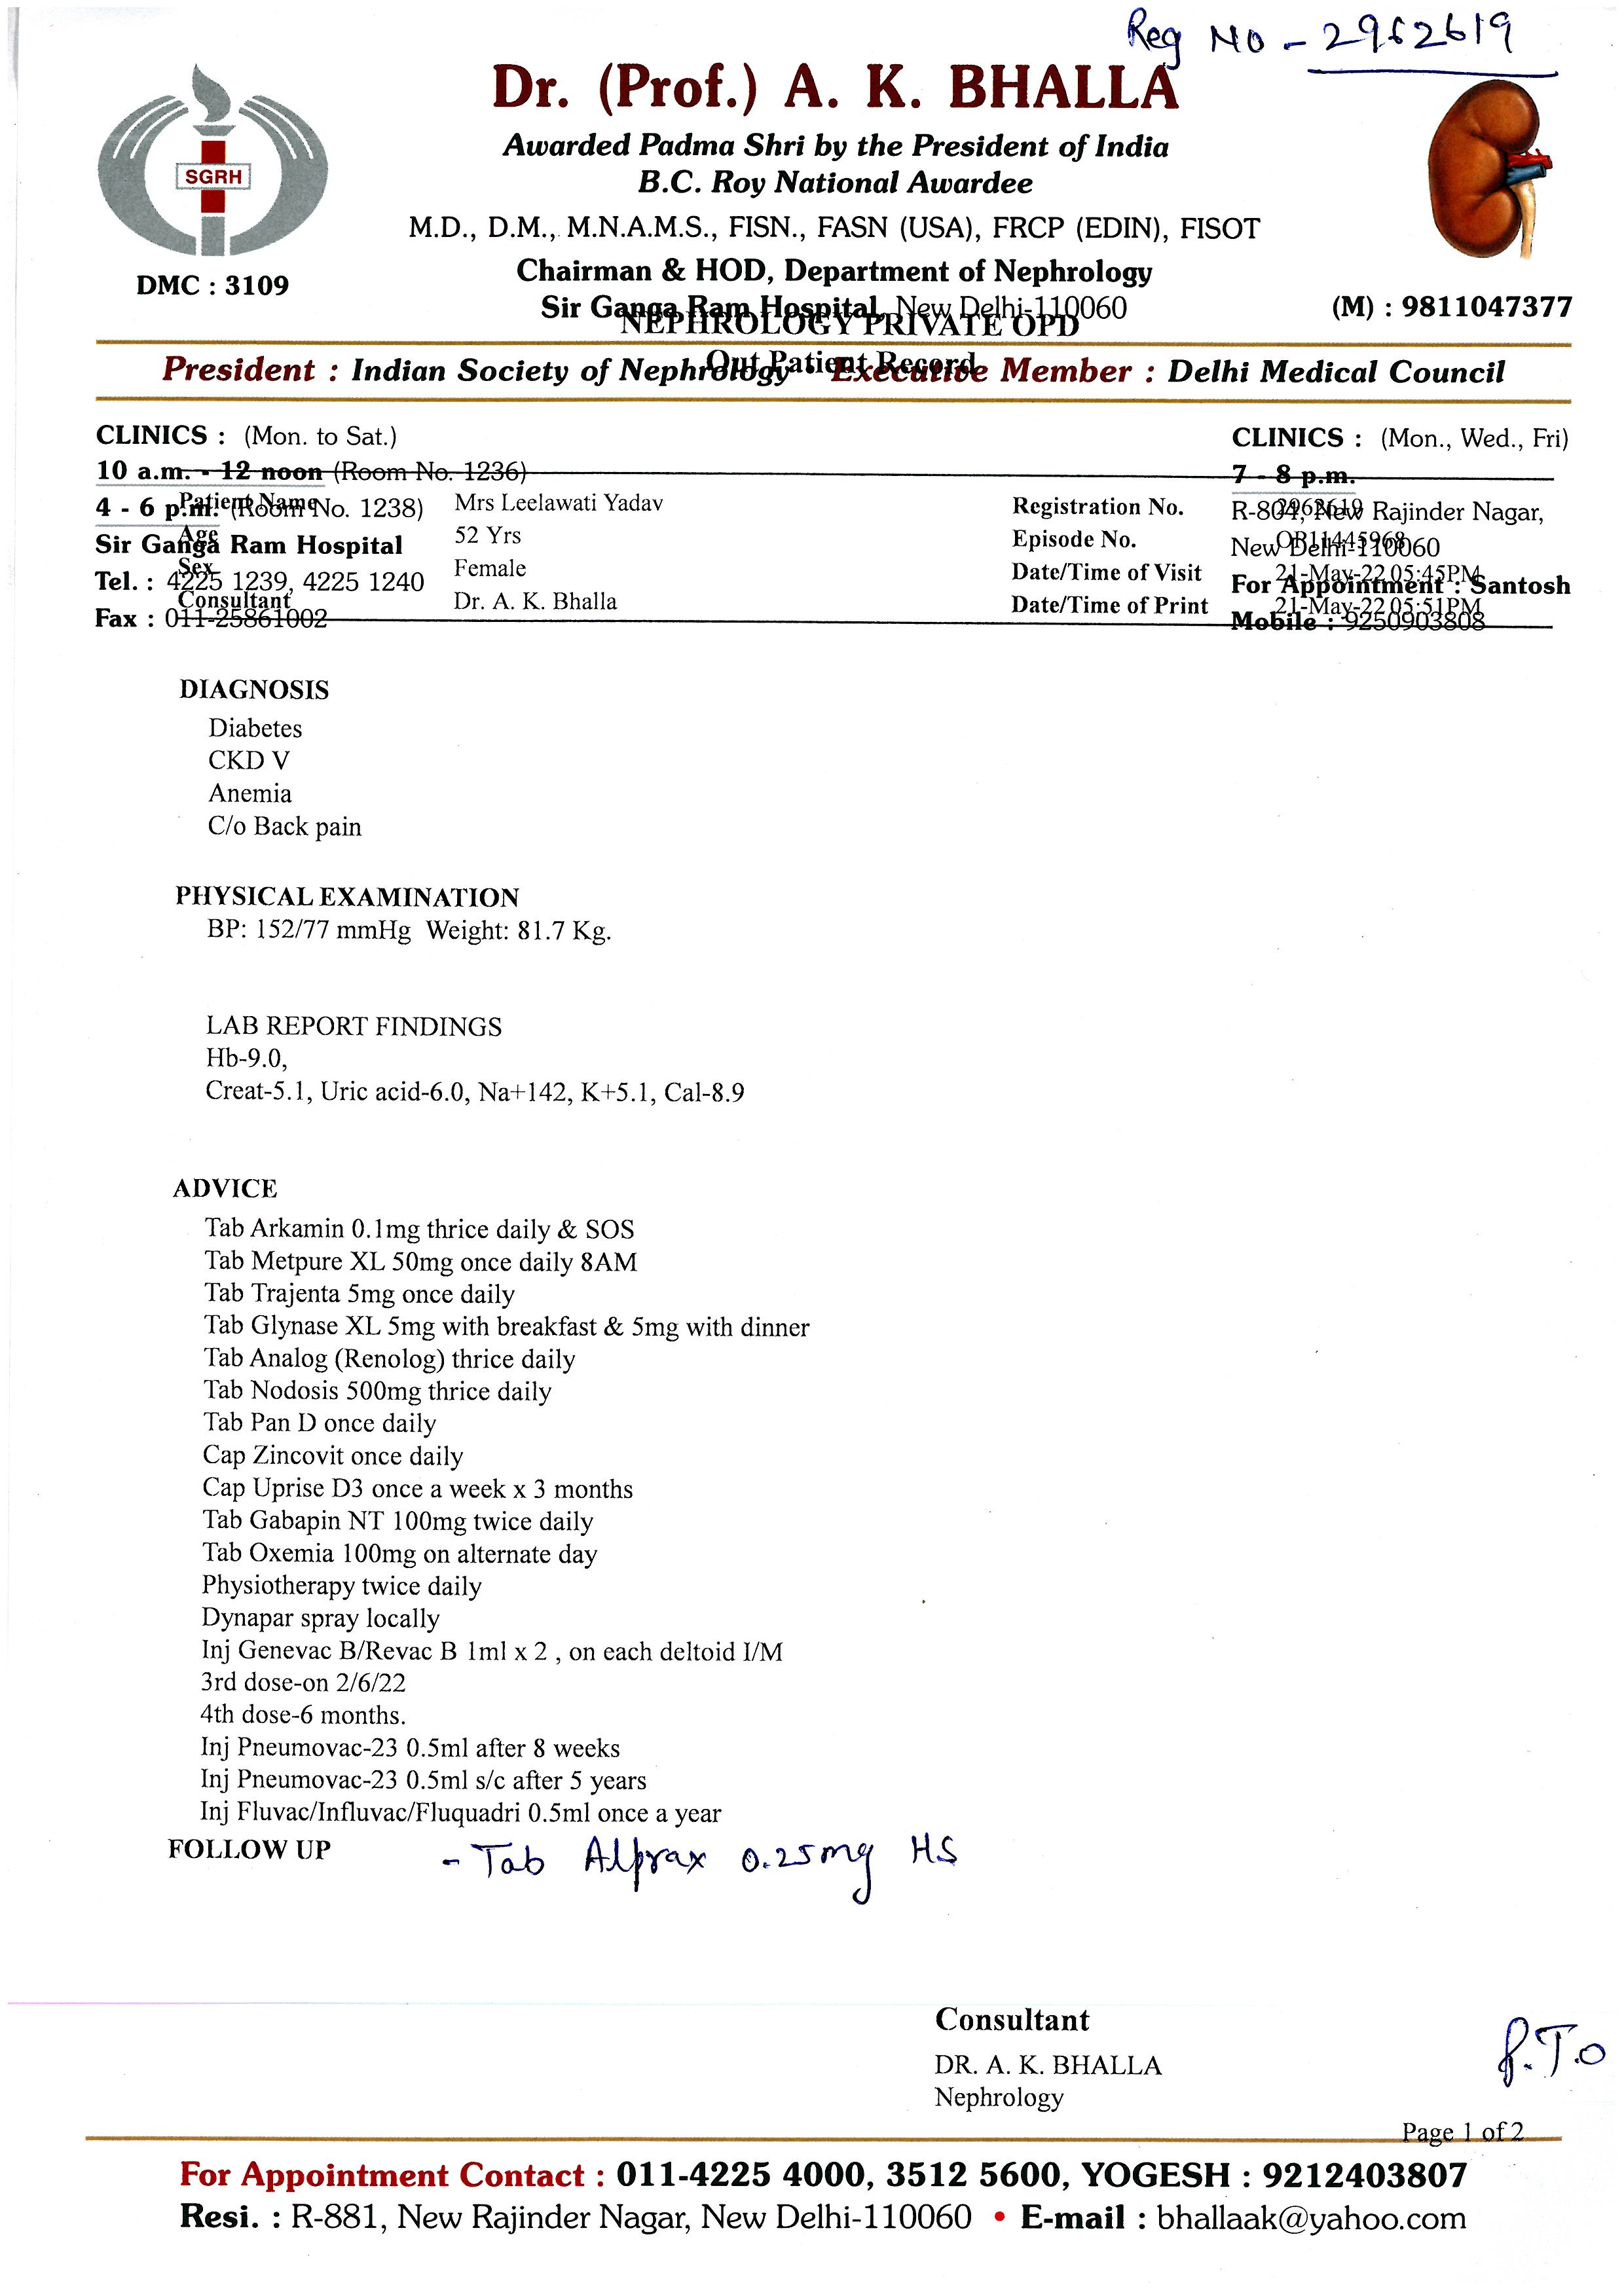 Reg No - 2962619
Dr. (Prof.) A. K. BHALLA
Awarded Padma Shri by the President of India
B.C. Roy National Awardee
M.D., D.M., M.N.A.M.S., FISN., FASN (USA), FRCP (EDIN), FISOT
Chairman & HOD, Department of Nephrology
Sir Ganga Ram Hospital, New Delhi-110060
SGRH
DMC : 3109
(M) : 9811047377
NEPHROLOGY PRIVATE OPD
Out Patient Record
President : Indian Society of Nephrology • Executive Member : Delhi Medical Council
CLINICS : (Mon. to Sat.)
10 a.m. - 12 noon (Room No. 1236)
4 - 6 p.m. (Room No. 1238)
Sir Ganga Ram Hospital
Tel. : 4225 1239, 4225 1240
Fax : 011-25861002
CLINICS : (Mon., Wed., Fri)
7 - 8 p.m.
R-804, New Rajinder Nagar,
New Delhi-110060
For Appointment : Santosh
Mobile : 9250903808
Patient Name Mrs Leelawati Yadav
Age 52 Yrs
Sex Female
Consultant Dr. A. K. Bhalla
Registration No. 2962619
Episode No. OB11445968
Date/Time of Visit 21-May-22 05:45PM
Date/Time of Print 21-May-22 05:51PM
DIAGNOSIS
Diabetes
CKD V
Anemia
C/o Back pain
PHYSICAL EXAMINATION
BP: 152/77 mmHg Weight: 81.7 Kg.
LAB REPORT FINDINGS
Hb-9.0,
Creat-5.1, Uric acid-6.0, Na+142, K+5.1, Cal-8.9
ADVICE
Tab Arkamin 0.1mg thrice daily & SOS
Tab Metpure XL 50mg once daily 8AM
Tab Trajenta 5mg once daily
Tab Glynase XL 5mg with breakfast & 5mg with dinner
Tab Analog (Renolog) thrice daily
Tab Nodosis 500mg thrice daily
Tab Pan D once daily
Cap Zincovit once daily
Cap Uprise D3 once a week x 3 months
Tab Gabapin NT 100mg twice daily
Tab Oxemia 100mg on alternate day
Physiotherapy twice daily
Dynapar spray locally
Inj Genevac B/Revac B 1ml x 2 , on each deltoid I/M
3rd dose-on 2/6/22
4th dose-6 months.
Inj Pneumovac-23 0.5ml after 8 weeks
Inj Pneumovac-23 0.5ml s/c after 5 years
Inj Fluvac/Influvac/Fluquadri 0.5ml once a year
FOLLOW UP
- Tab Alprax 0.25mg HS
Consultant
DR. A. K. BHALLA
Nephrology
P.T.O
Page 1 of 2
For Appointment Contact : 011-4225 4000, 3512 5600, YOGESH : 9212403807
Resi. : R-881, New Rajinder Nagar, New Delhi-110060 • E-mail : bhallaak@yahoo.com